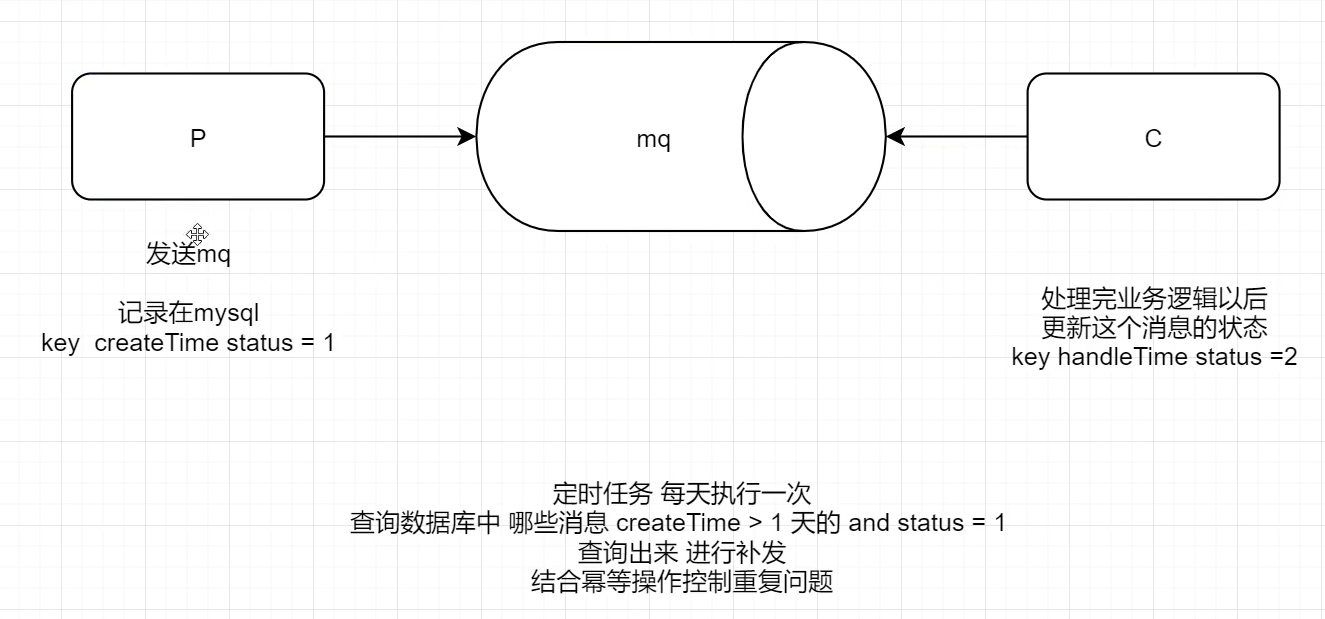 P
mq
C
发送mq
记录在mysql
key  createTime status = 1
处理完业务逻辑以后
更新这个消息的状态
key handleTime status =2
定时任务 每天执行一次
查询数据库中 哪些消息 createTime > 1 天的 and status = 1
查询出来 进行补发
结合幂等操作控制重复问题